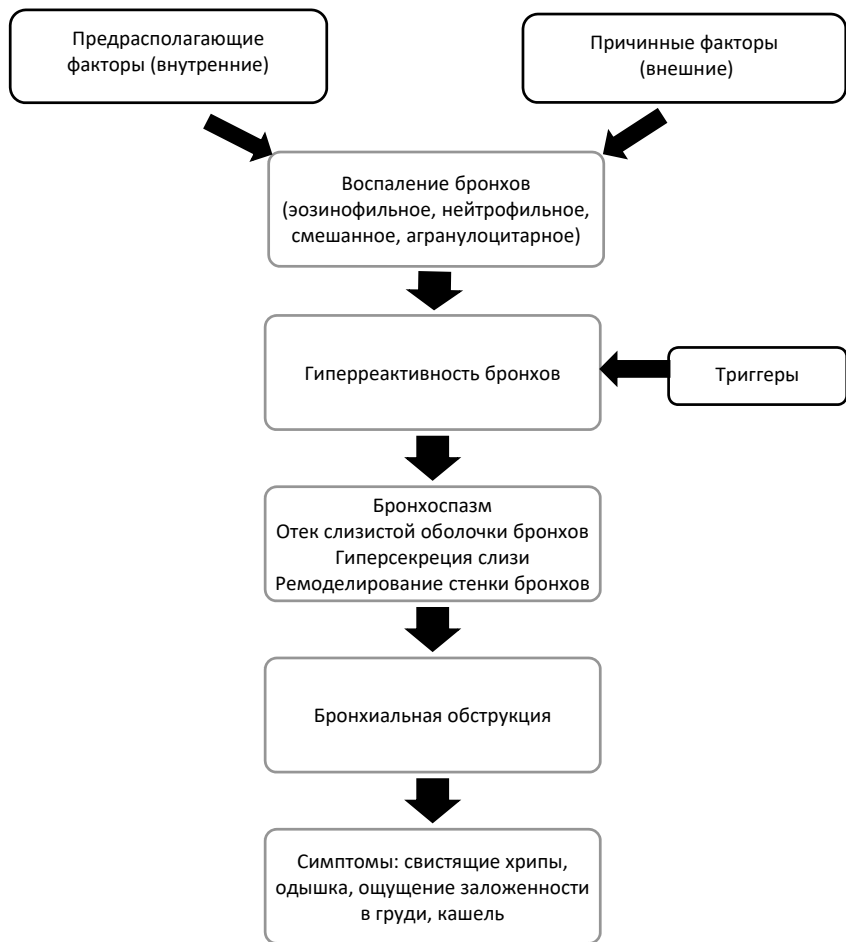 Предрасполагающие
факторы (внутренние)
Причинные факторы
(внешние)
Воспаление бронхов
(эозинофильное, нейтрофильное,
смешанное, агранулоцитарное)
Гиперреактивность бронхов
Триггеры
Бронхоспазм
Отек слизистой оболочки бронхов
Гиперсекреция слизи
Ремоделирование стенки бронхов
Бронхиальная обструкция
Симптомы: свистящие хрипы,
одышка, ощущение заложенности
в груди, кашель